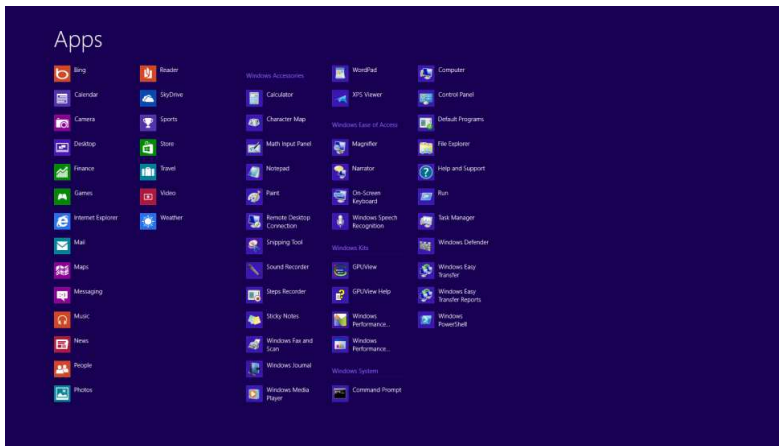 Apps
Bing
Calendar
Camera
Desktop
Finance
Games
Internet Explorer
Mail
Maps
Messaging
Music
News
People
Photos
Reader
SkyDrive
Sports
Store
Travel
Video
Weather
Windows Accessories
Calculator
Character Map
Math Input Panel
Notepad
Paint
Remote Desktop
Connection
Snipping Tool
Sound Recorder
Steps Recorder
Sticky Notes
Windows Fax and
Scan
Windows Journal
Windows Media
Player
WordPad
XPS Viewer
Windows Ease of Access
Magnifier
Narrator
On-Screen
Keyboard
Windows Speech
Recognition
Windows Kits
GPUView
GPUView Help
Windows
Performance...
Windows
Performance...
Windows System
Command Prompt
Computer
Control Panel
Default Programs
File Explorer
Help and Support
Run
Task Manager
Windows Defender
Windows Easy
Transfer
Windows Easy
Transfer Reports
Windows
PowerShell